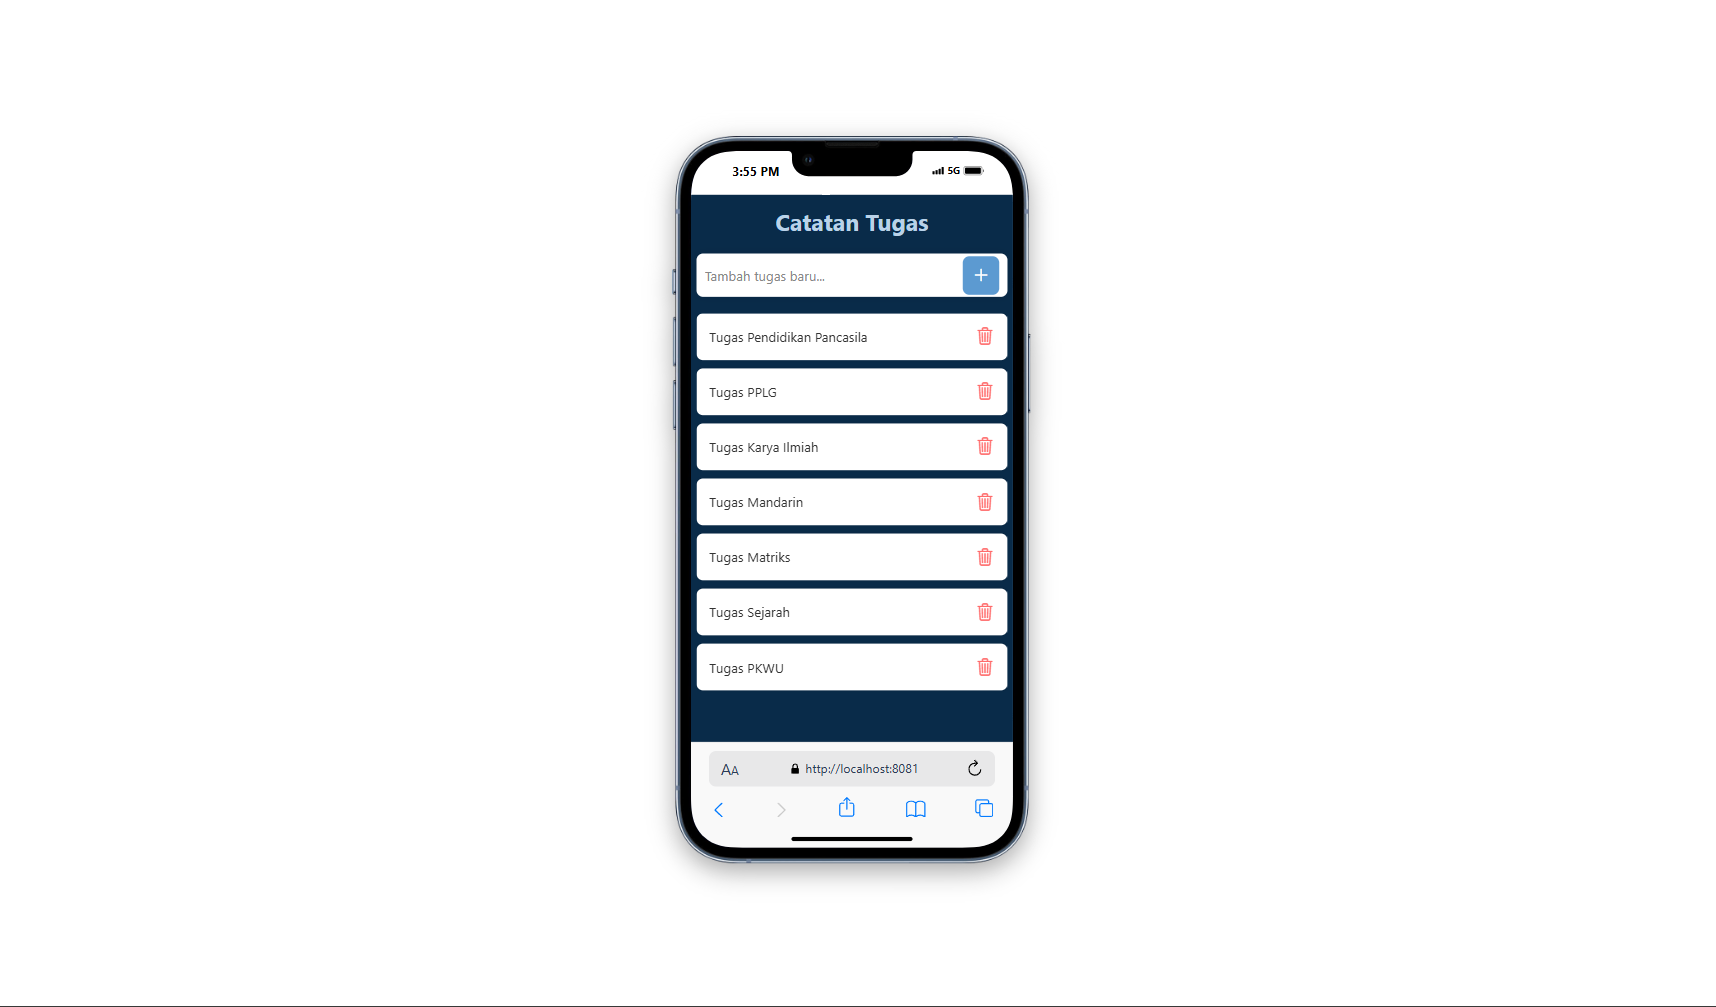 3:55 PM
5G
Catatan Tugas
Tambah tugas baru...
+
Tugas Pendidikan Pancasila
Tugas PPLG
Tugas Karya Ilmiah
Tugas Mandarin
Tugas Matriks
Tugas Sejarah
Tugas PKWU
AA http://localhost:8081